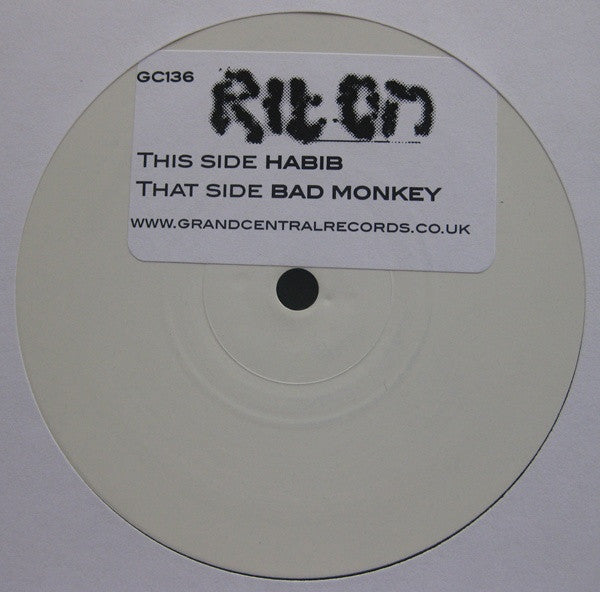 GC136
Riton
THIS SIDE HABIB
THAT SIDE BAD MONKEY
WWW.GRANDCENTRALRECORDS.CO.UK